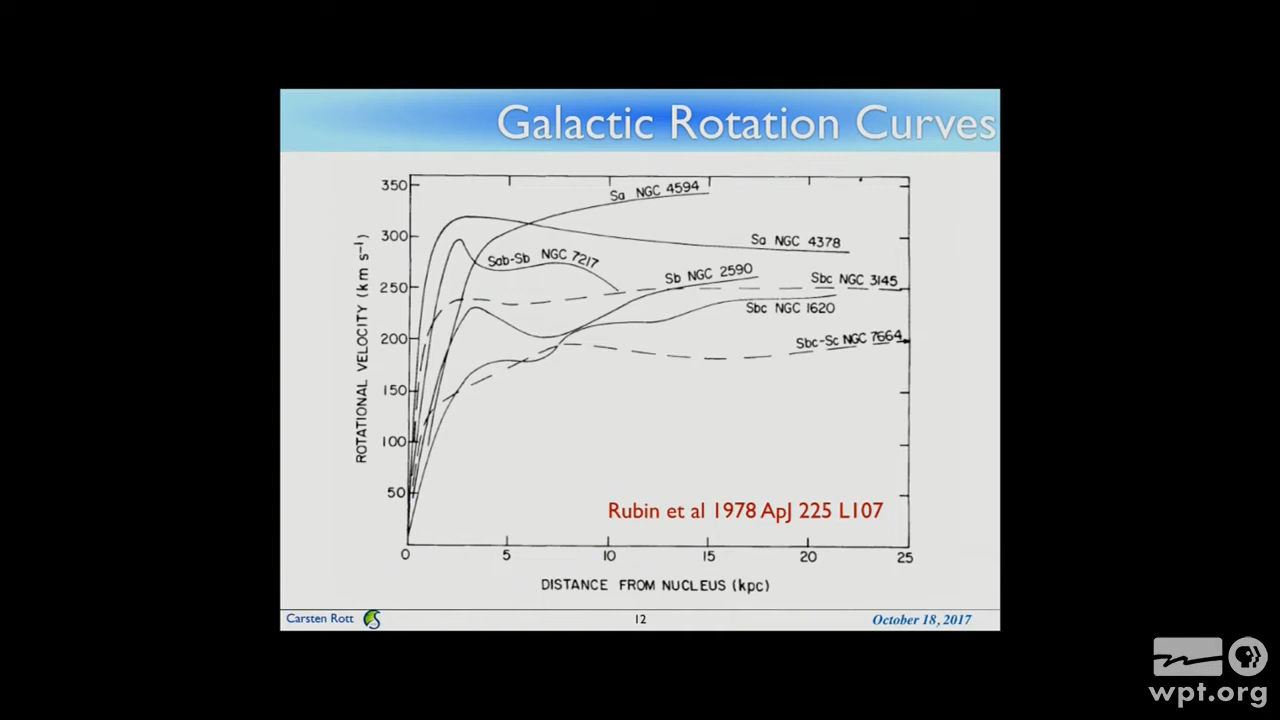 Galactic Rotation Curves
350
300
250
200
150
100
50
ROTATIONAL VELOCITY (km s⁻¹)
Sa NGC 4594
Sa NGC 4378
Sab-Sb NGC 7217
Sb NGC 2590
Sbc NGC 3145
Sbc NGC 1620
Sbc-Sc NGC 7664
Rubin et al 1978 ApJ 225 L107
0 5 10 15 20 25
DISTANCE FROM NUCLEUS (kpc)
Carsten Rott 12 October 18, 2017
wpt.org